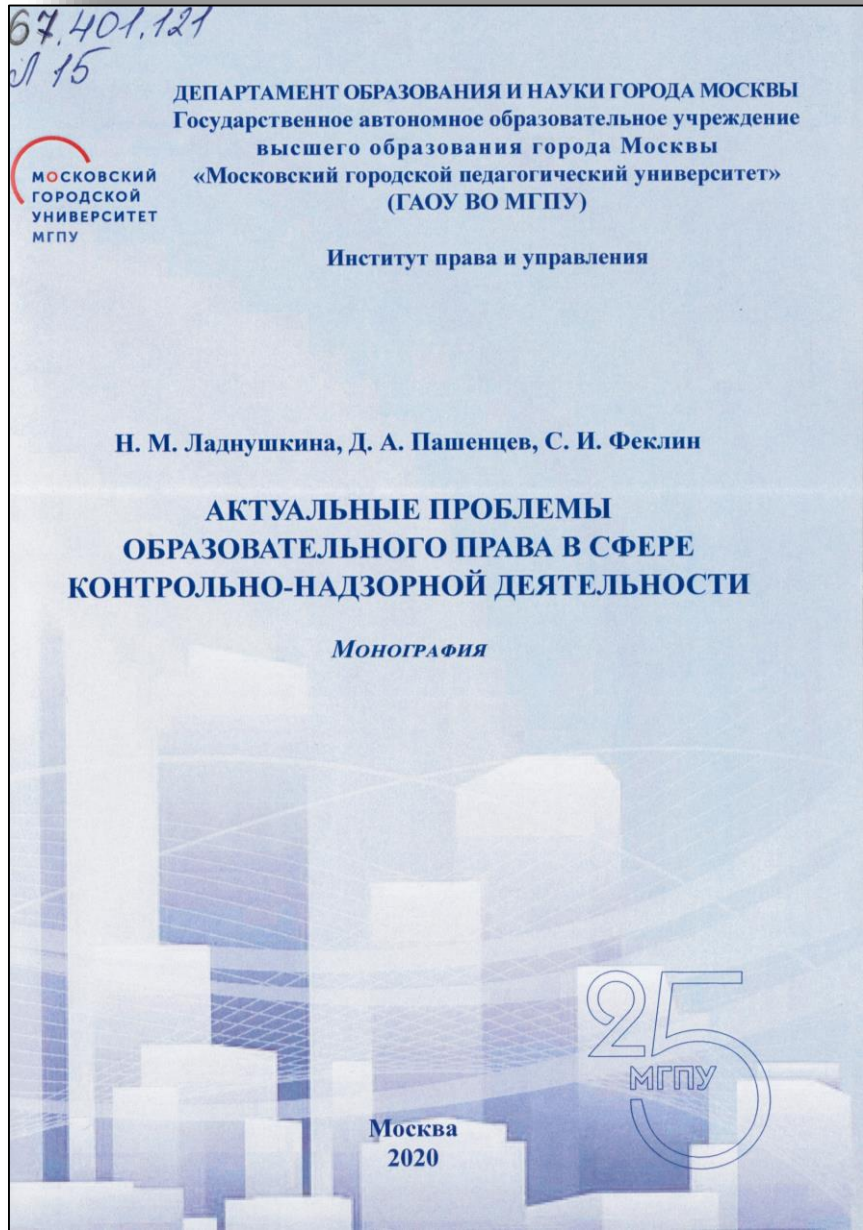 67.401.121
Л 15
ДЕПАРТАМЕНТ ОБРАЗОВАНИЯ И НАУКИ ГОРОДА МОСКВЫ
Государственное автономное образовательное учреждение
высшего образования города Москвы
«Московский городской педагогический университет»
(ГАОУ ВО МГПУ)
МОСКОВСКИЙ
ГОРОДСКОЙ
УНИВЕРСИТЕТ
МГПУ
Институт права и управления
Н. М. Ладнушкина, Д. А. Пашенцев, С. И. Феклин
АКТУАЛЬНЫЕ ПРОБЛЕМЫ
ОБРАЗОВАТЕЛЬНОГО ПРАВА В СФЕРЕ
КОНТРОЛЬНО-НАДЗОРНОЙ ДЕЯТЕЛЬНОСТИ
МОНОГРАФИЯ
25
МГПУ
Москва
2020